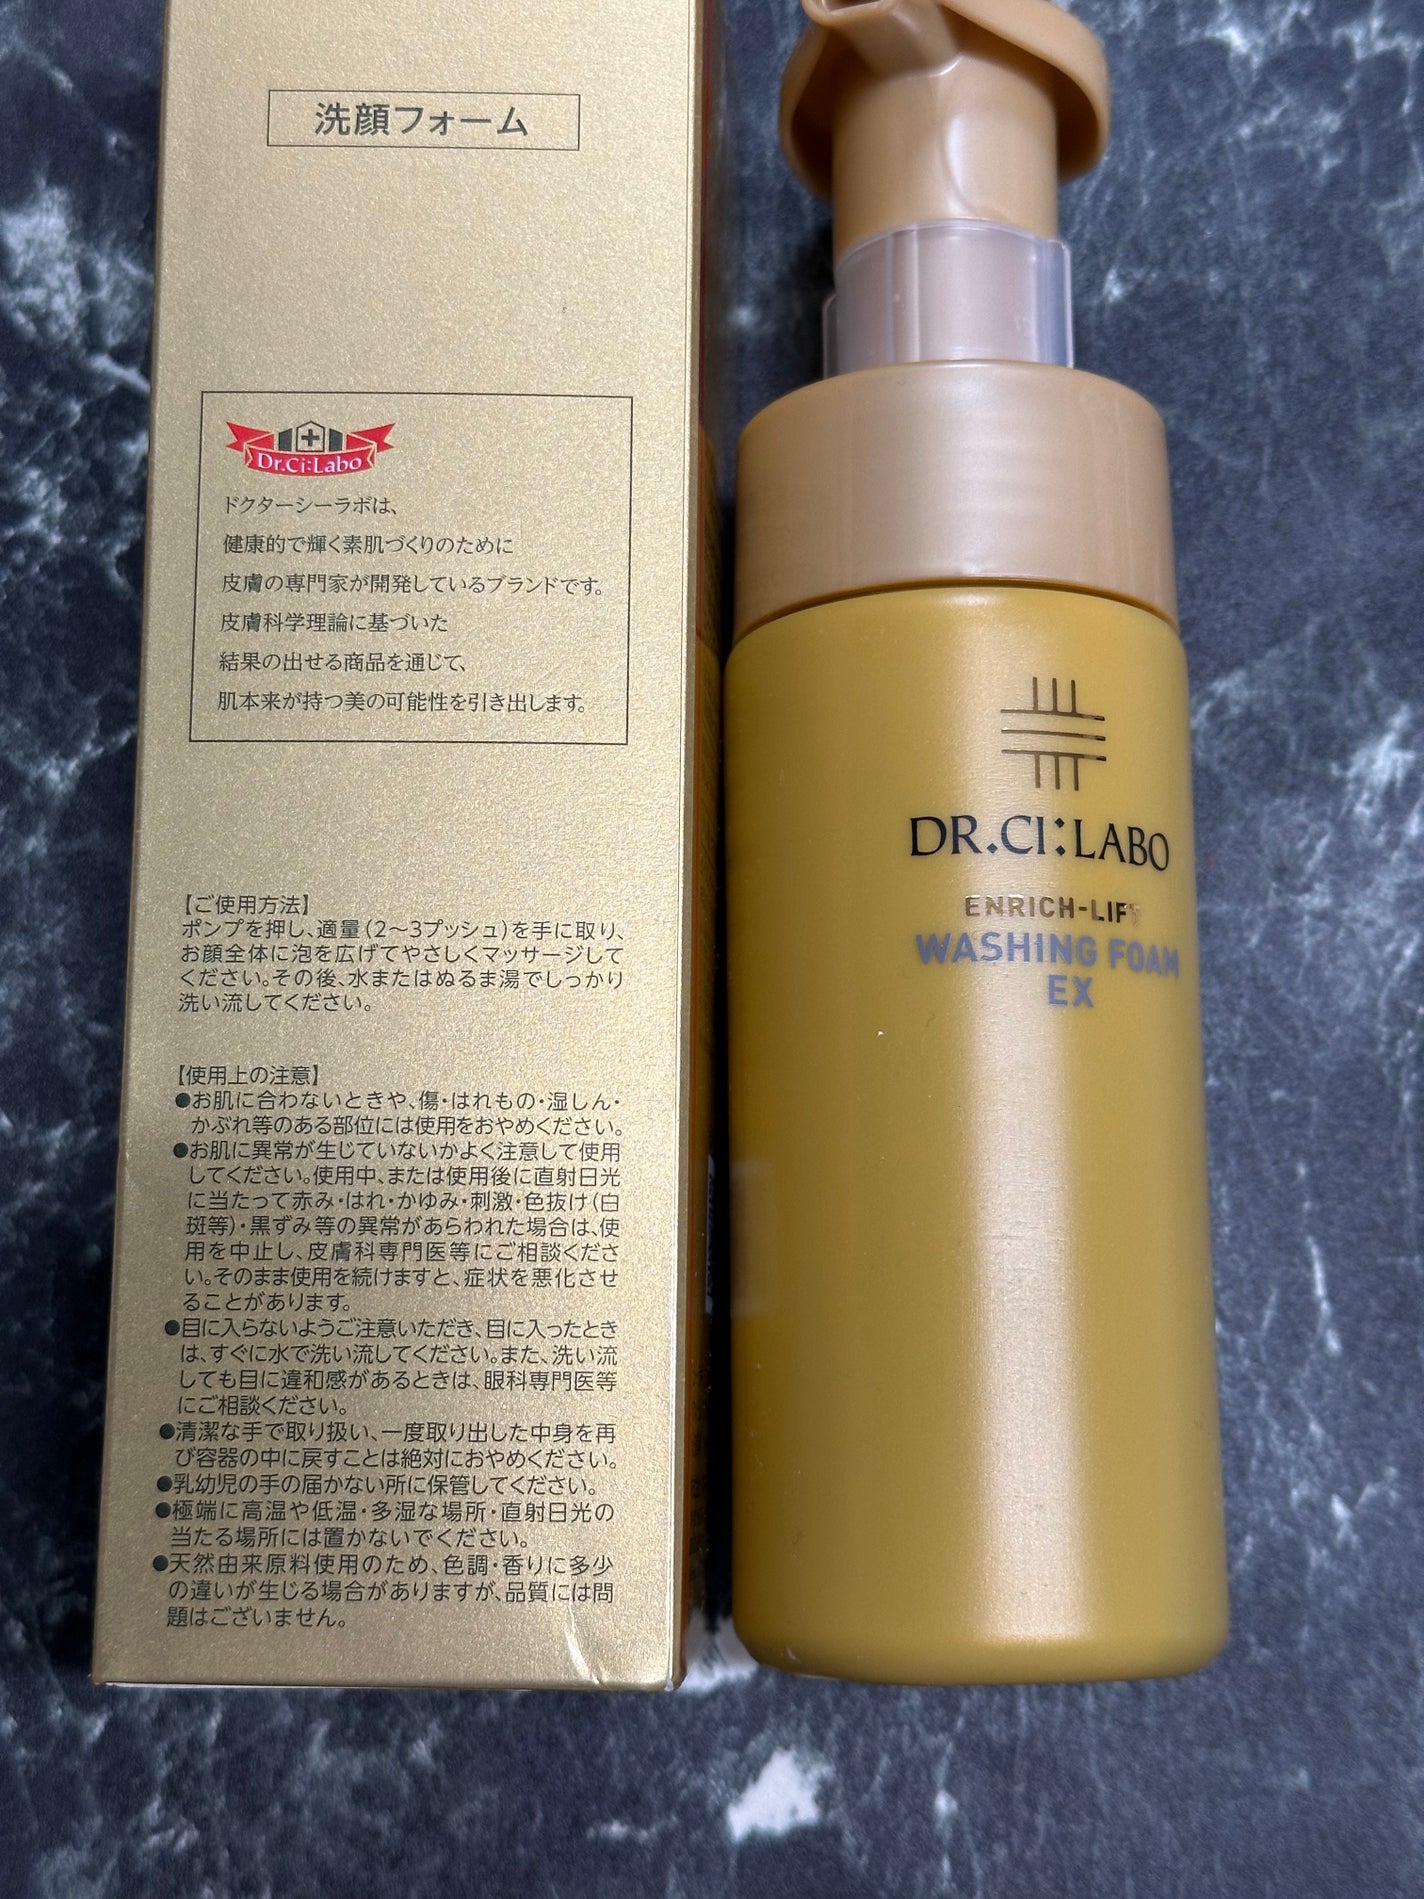 洗顔フォーム
Dr.Ci:Labo
ドクターシーラボは、
健康的で輝く素肌づくりのために
皮膚の専門家が開発しているブランドです。
皮膚科学理論に基づいた
結果の出せる商品を通じて、
肌本来が持つ美の可能性を引き出します。
【ご使用方法】
ポンプを押し、適量(2〜3プッシュ)を手に取り、
お顔全体に泡を広げてやさしくマッサージして
ください。その後、水またはぬるま湯でしっかり
洗い流してください。
【使用上の注意】
●お肌に合わないときや、傷・はれもの・湿しん・
かぶれ等のある部位には使用をおやめください。
●お肌に異常が生じていないかよく注意して使用
してください。使用中、または使用後に直射日光
に当たって赤み・はれ・かゆみ・刺激・色抜け(白
斑等)・黒ずみ等の異常があらわれた場合は、使
用を中止し、皮膚科専門医等にご相談くださ
い。そのまま使用を続けますと、症状を悪化させ
ることがあります。
●目に入らないようご注意いただき、目に入ったとき
は、すぐに水で洗い流してください。また、洗い流
しても目に違和感があるときは、眼科専門医等
にご相談ください。
●清潔な手で取り扱い、一度取り出した中身を再
び容器の中に戻すことは絶対におやめください。
●乳幼児の手の届かない所に保管してください。
●極端に高温や低温・多湿な場所・直射日光の
当たる場所には置かないでください。
●天然由来原料使用のため、色調・香りに多少
の違いが生じる場合がありますが、品質には問
題はございません。
DR.CI:LABO
ENRICH-LIFT
WASHING FOAM
EX